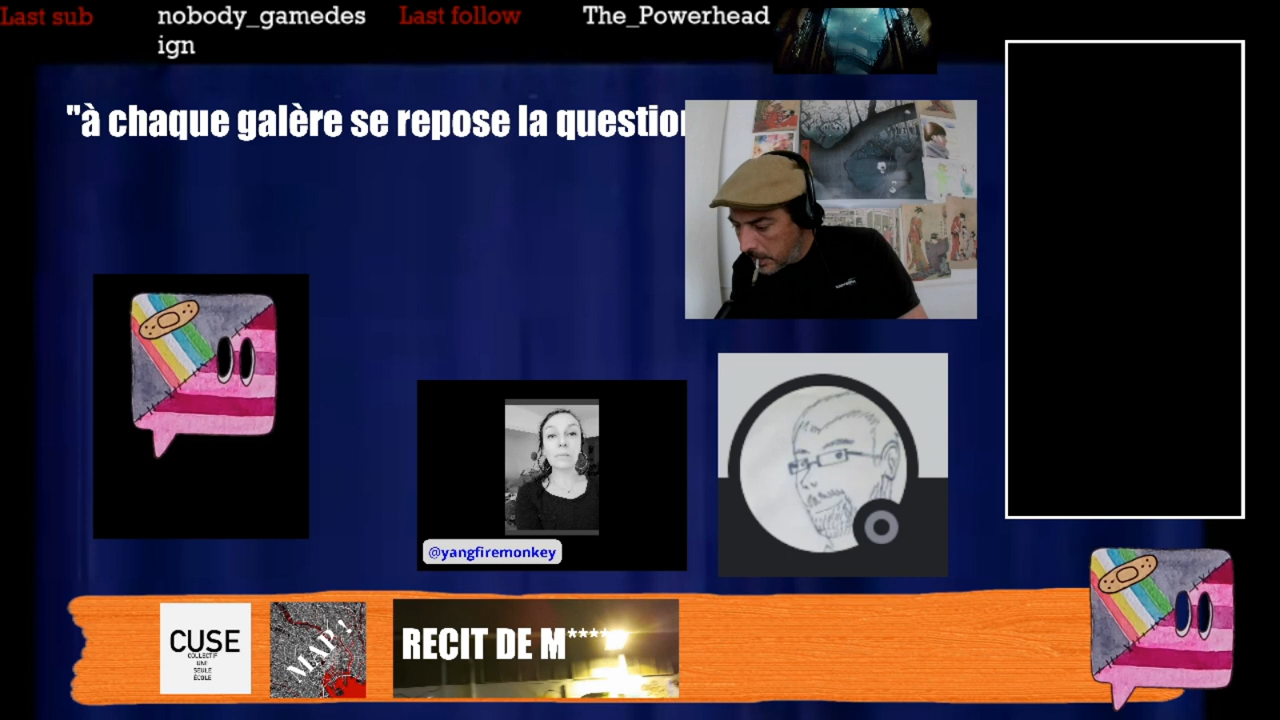 Last sub
nobody_gamedes
ign
Last follow
The_Powerhead
"à chaque galère se repose la question
@yangfiremonkey
CUSE
COLLECTIF
UNE
SEULE
ÉCOLE
MAP !
RECIT DE M****